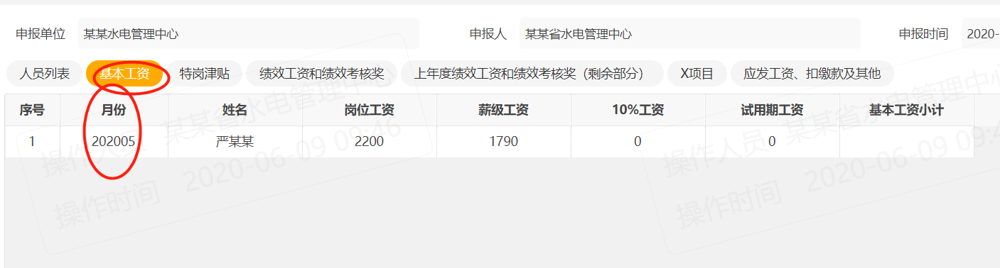 申报单位 某某水电管理中心 申报人 某某省水电管理中心 申报时间 2020-
人员列表 基本工资 特岗津贴 绩效工资和绩效考核奖 上年度绩效工资和绩效考核奖（剩余部分） X项目 应发工资、扣缴款及其他
序号 月份 姓名 岗位工资 薪级工资 10%工资 试用期工资 基本工资小计
1 202005 严某某 2200 1790 0 0
操作人员 某某省水电管理中心
操作时间 2020-06-09 09:46
操作人员 某某省水电管理中心
操作时间 2020-06-09 09:4